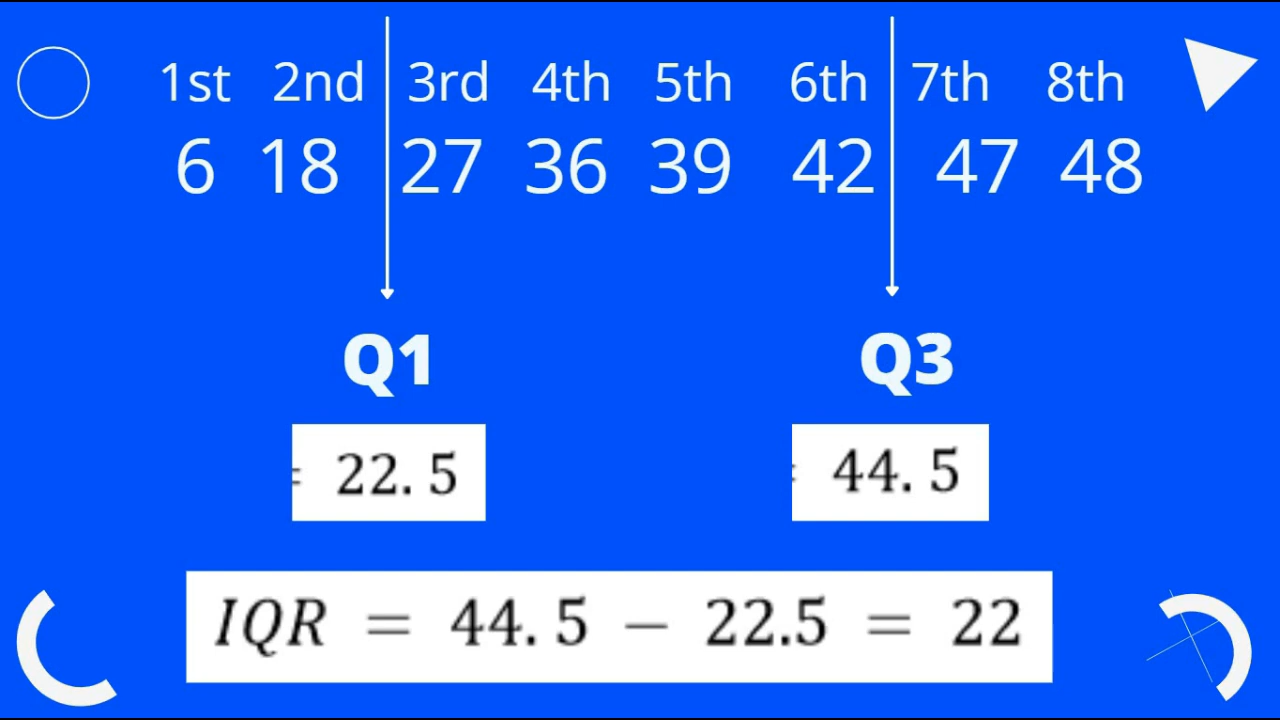 1st 2nd 3rd 4th 5th 6th 7th 8th
6 18 27 36 39 42 47 48
Q1 Q3
= 22.5 = 44.5
IQR = 44.5 − 22.5 = 22